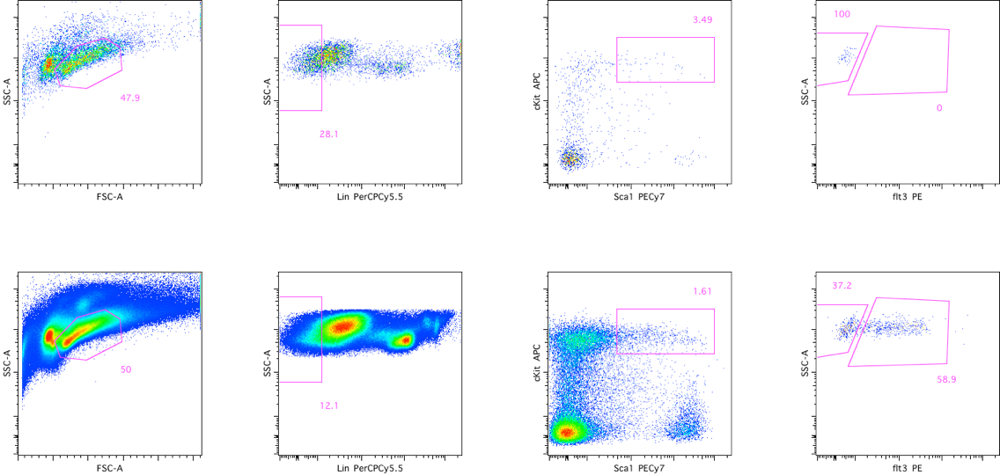 100
3.49
SSC-A
SSC-A
cKit APC
SSC-A
47.9
0
28.1
FSC-A
Lin PerCPCy5.5
Sca1 PECy7
flt3 PE
37.2
1.61
SSC-A
SSC-A
cKit APC
SSC-A
50
58.9
12.1
FSC-A
Lin PerCPCy5.5
Sca1 PECy7
flt3 PE